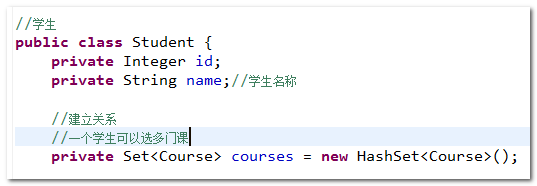 //学生
public class Student {
private Integer id;
private String name;//学生名称
//建立关系
//一个学生可以选多门课
private Set<Course> courses = new HashSet<Course>();